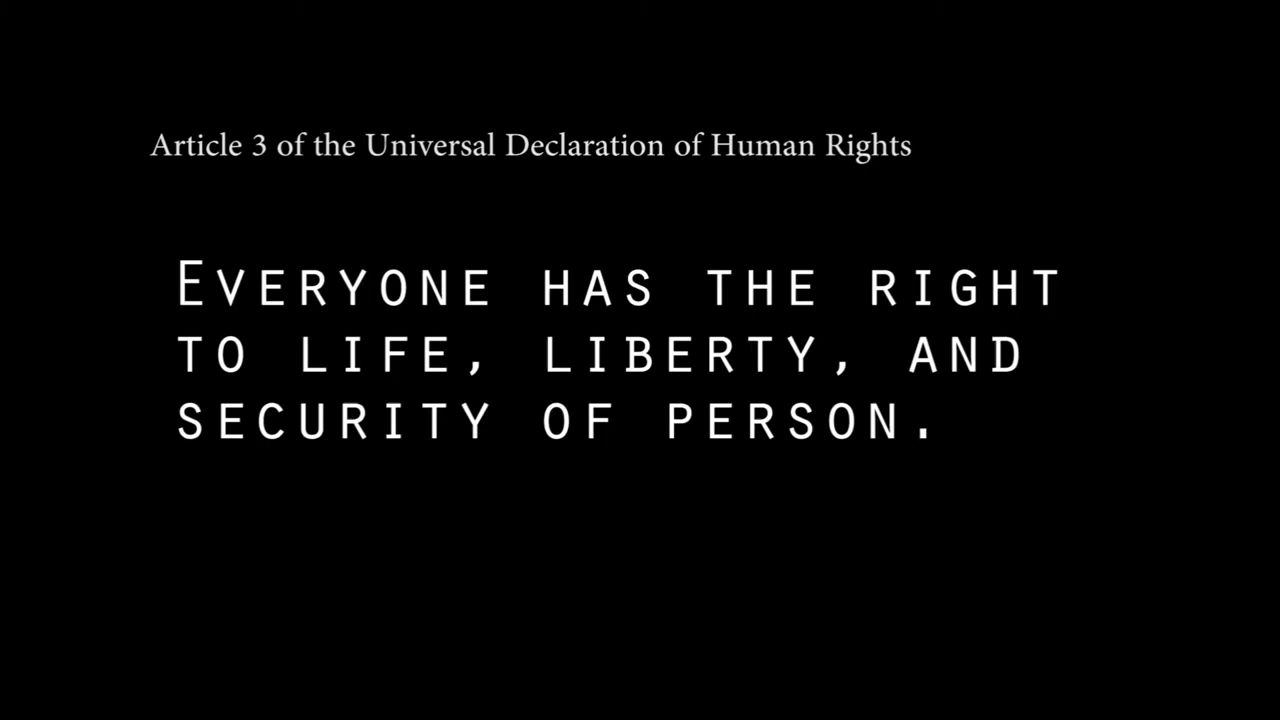 Article 3 of the Universal Declaration of Human Rights
Everyone has the right
to life, liberty, and
security of person.